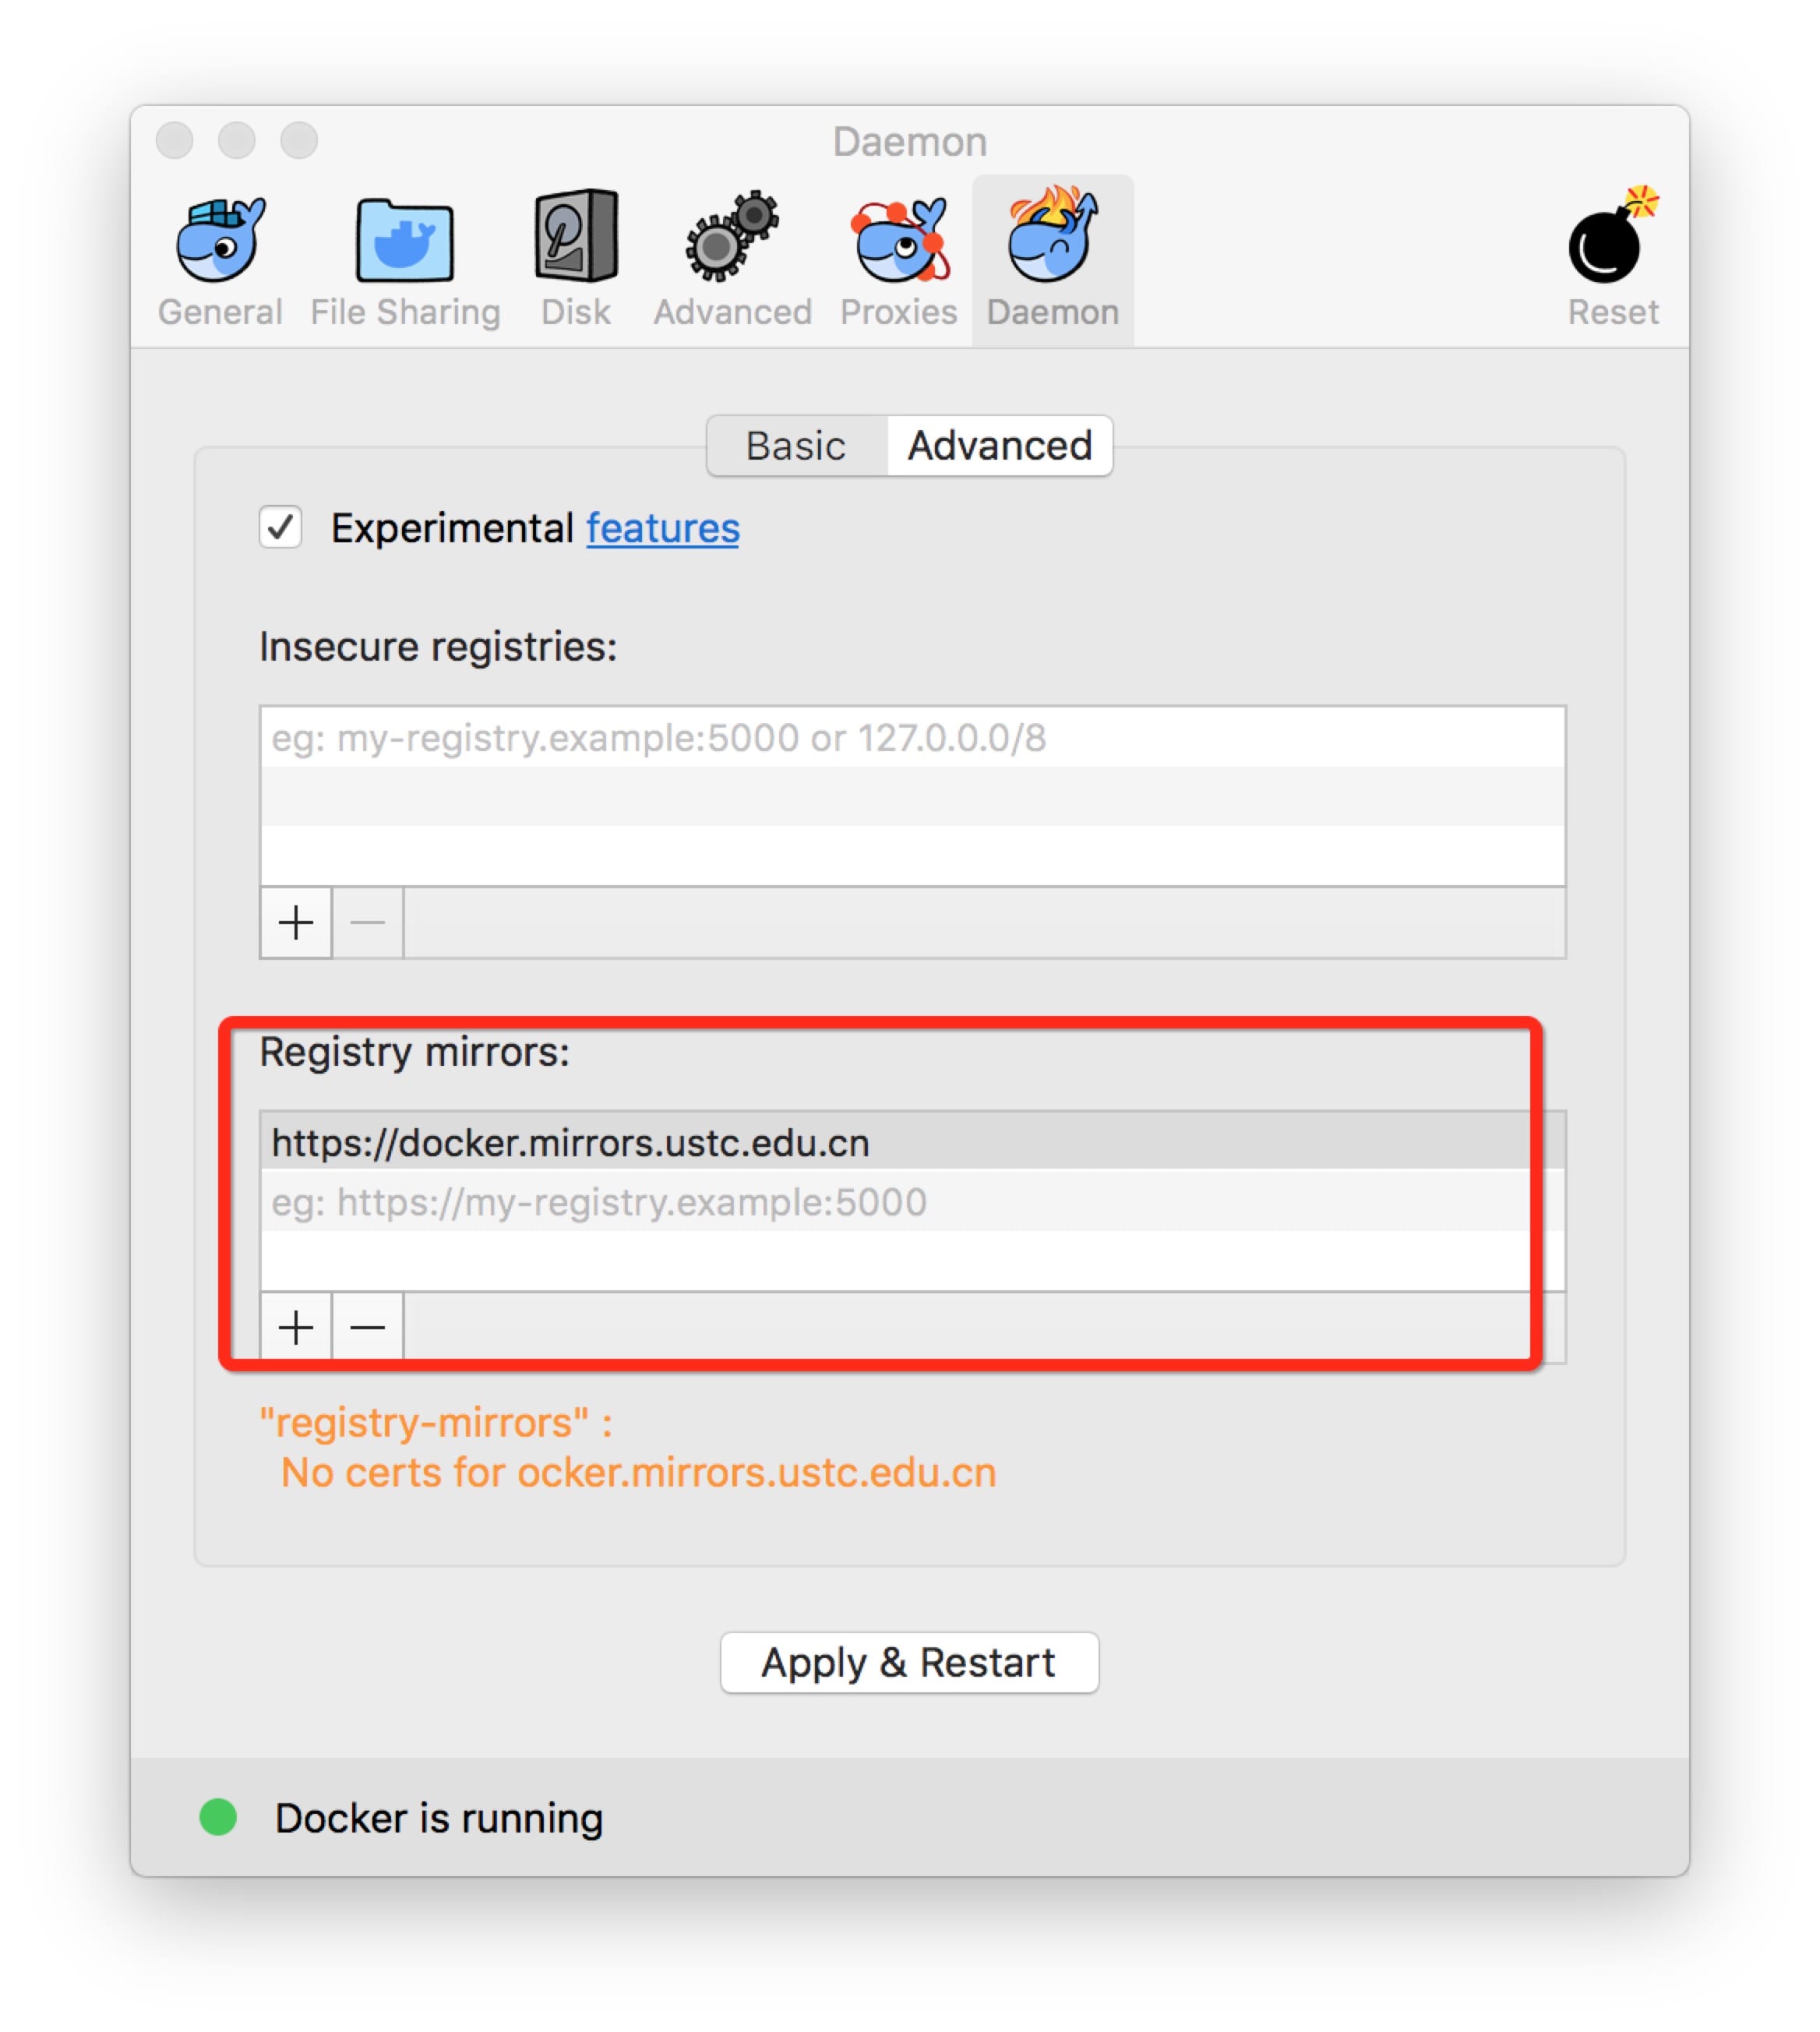 Daemon
General File Sharing Disk Advanced Proxies Daemon Reset
Basic Advanced
Experimental features
Insecure registries:
eg: my-registry.example:5000 or 127.0.0.0/8
Registry mirrors:
https://docker.mirrors.ustc.edu.cn
eg: https://my-registry.example:5000
"registry-mirrors" :
No certs for ocker.mirrors.ustc.edu.cn
Apply & Restart
Docker is running